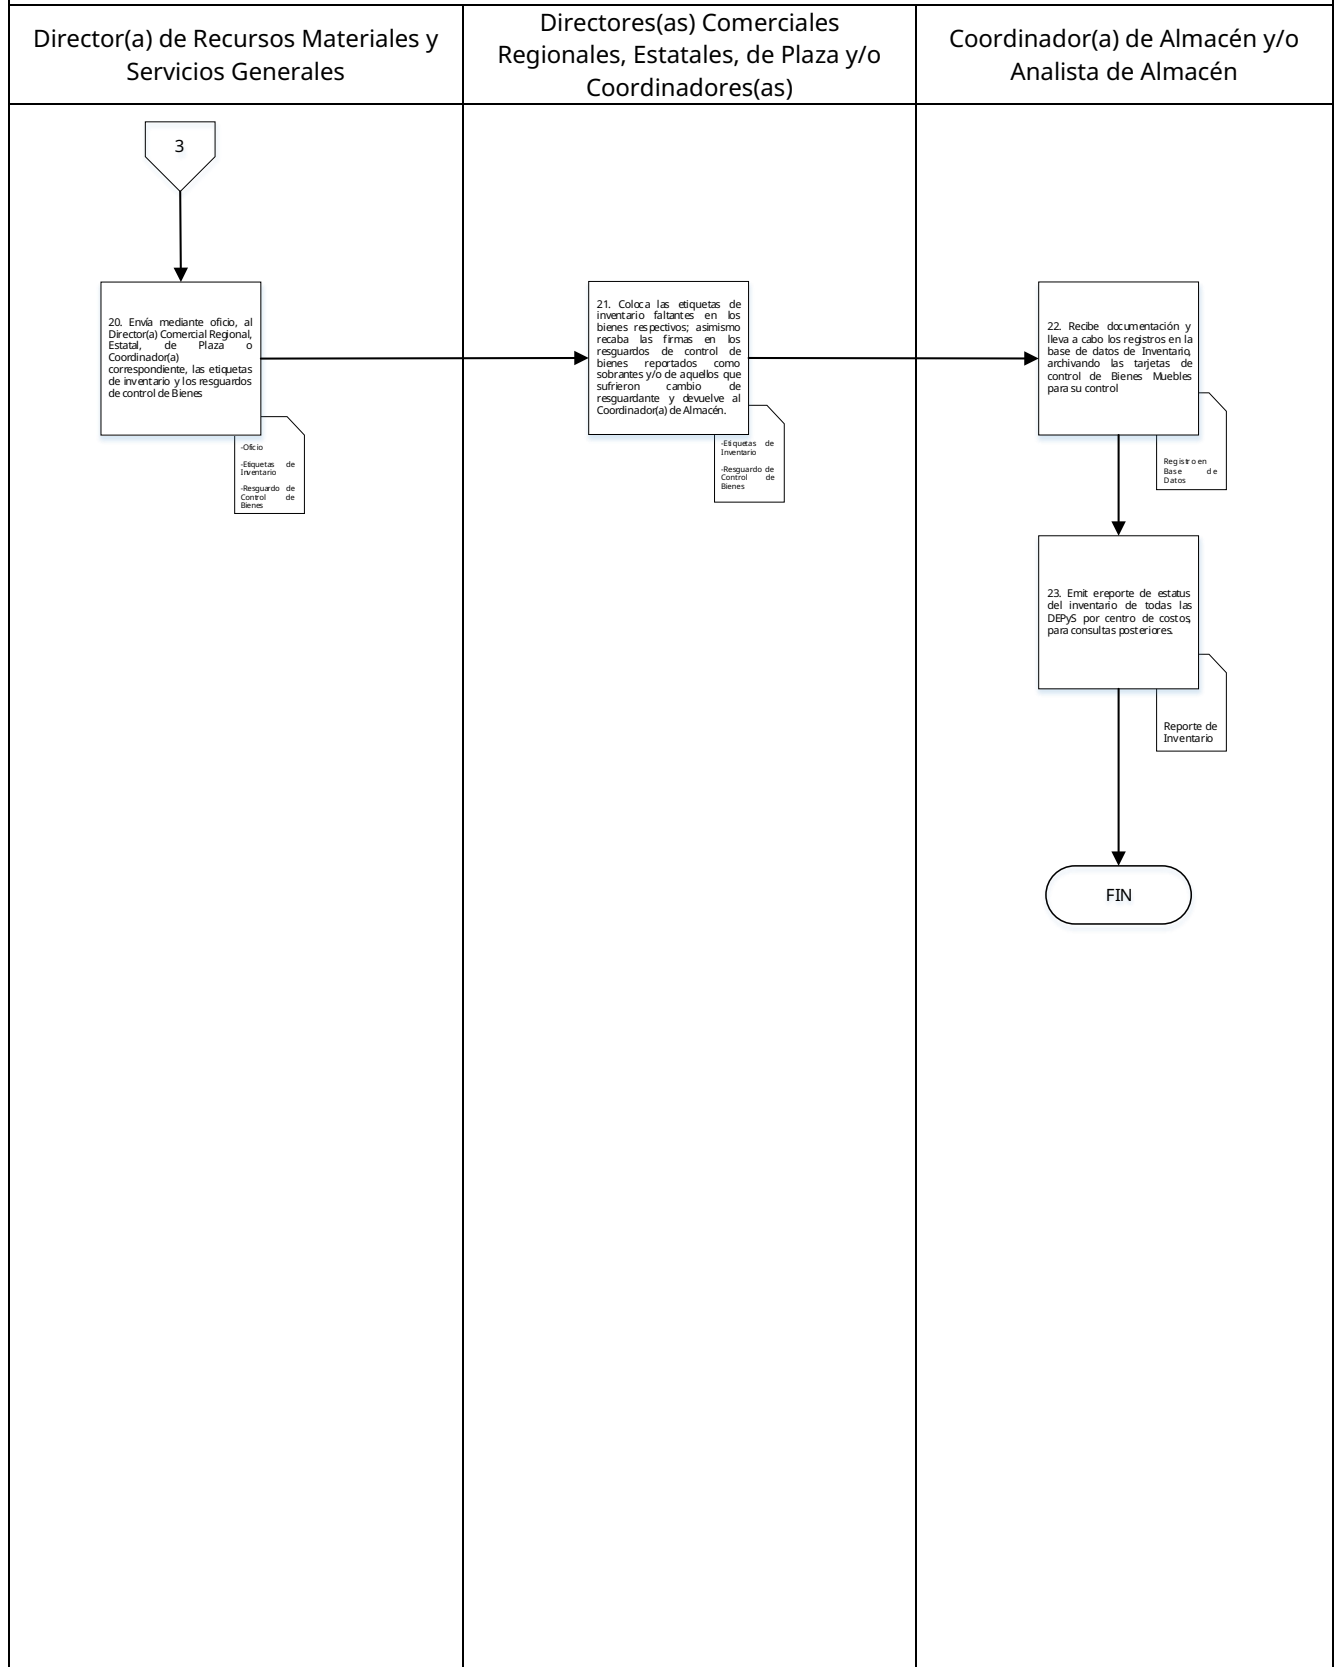 Director(a) de Recursos Materiales y
Servicios Generales
Directores(as) Comerciales
Regionales, Estatales, de Plaza y/o
Coordinadores(as)
Coordinador(a) de Almacén y/o
Analista de Almacén
3
20. Envía mediante oficio, al
Director(a) Comercial Regional,
Estatal, de Plaza o
Coordinador(a)
correspondiente, las etiquetas
de inventario y los resguardos
de control de Bienes
-Oficio
-Etiquetas de
Inventario
-Resguardo de
Control de
Bienes
21. Coloca las etiquetas de
inventario faltantes en los
bienes respectivos; asimismo
recaba las firmas en los
resguardos de control de
bienes reportados como
sobrantes y/o de aquellos que
sufrieron cambio de
resguardante y devuelve al
Coordinador(a) de Almacén.
-Etiquetas de
Inventario
-Resguardo de
Control de
Bienes
22. Recibe documentación y
lleva a cabo los registros en la
base de datos de Inventario,
archivando las tarjetas de
control de Bienes Muebles
para su control
Registro en
Base de
Datos
23. Emit ereporte de estatus
del inventario de todas las
DEPyS por centro de costos,
para consultas posteriores.
Reporte de
Inventario
FIN